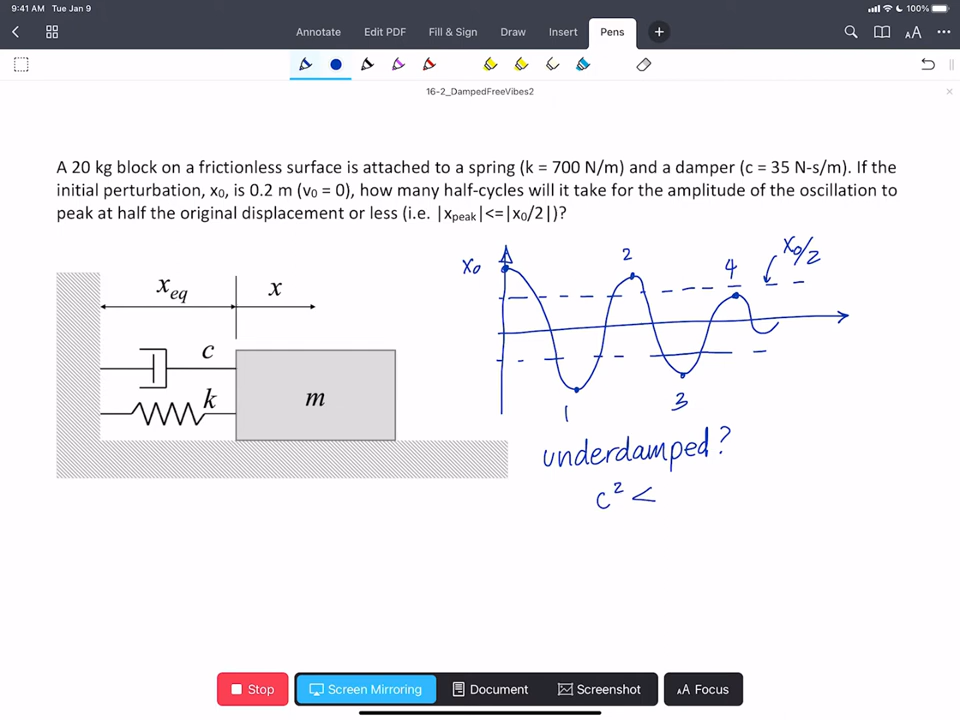 9:41 AM Tue Jan 9
100%
Annotate Edit PDF Fill & Sign Draw Insert Pens
AA
16-2_DampedFreeVibes2
A 20 kg block on a frictionless surface is attached to a spring (k = 700 N/m) and a damper (c = 35 N-s/m). If the
initial perturbation, x₀, is 0.2 m (v₀ = 0), how many half-cycles will it take for the amplitude of the oscillation to
peak at half the original displacement or less (i.e. |xpeak|<=|x₀/2|)?
x₀
2
4
x₀/2
xeq
x
c
k
m
1
3
underdamped?
c² <
Stop Screen Mirroring Document Screenshot AA Focus